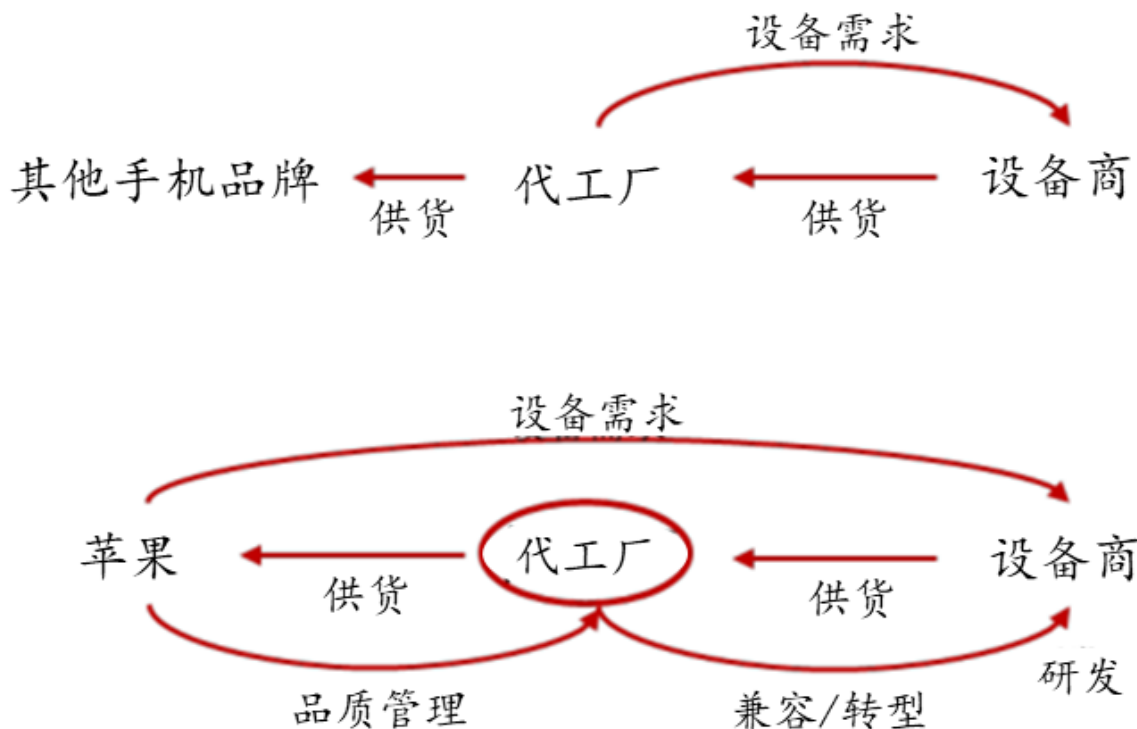 设备需求
其他手机品牌
代工厂
设备商
供货
供货
设备需求
苹果
代工厂
设备商
供货
供货
研发
品质管理
兼容/转型